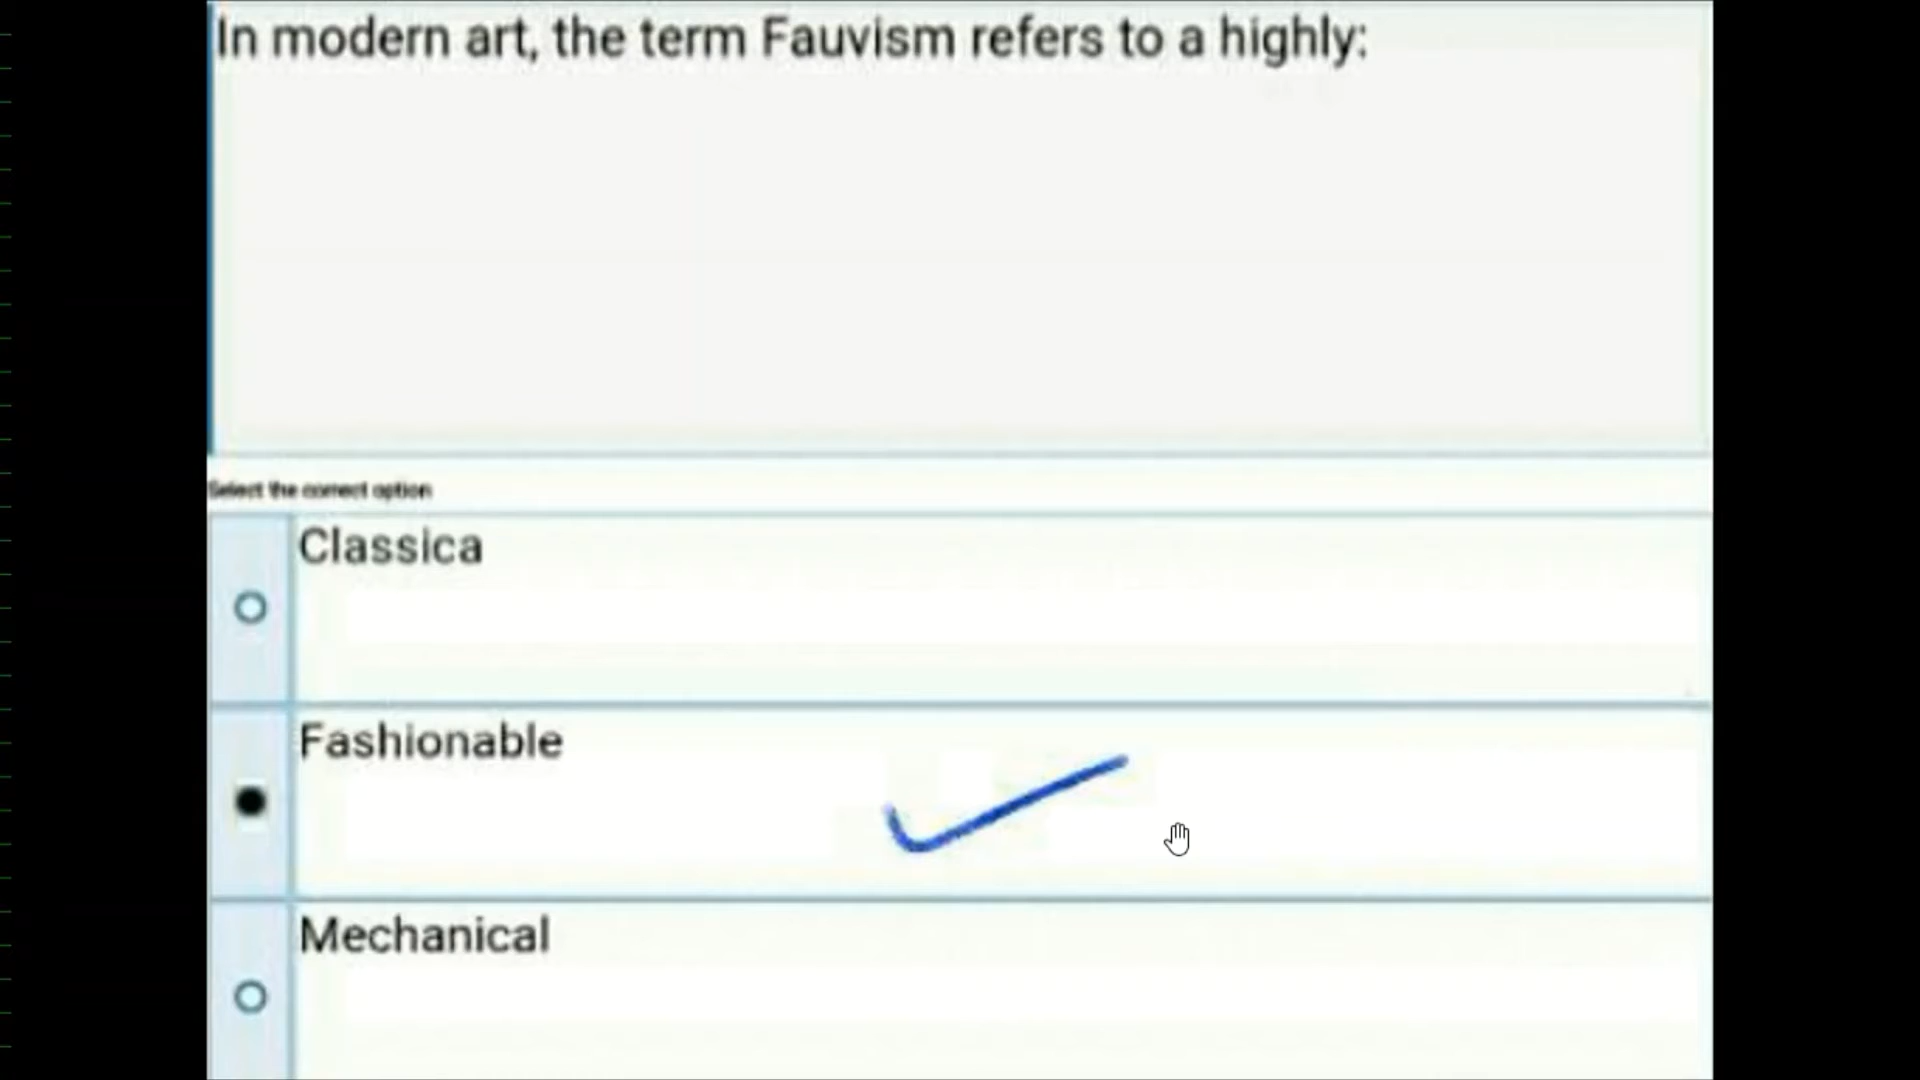 In modern art, the term Fauvism refers to a highly:
Select the correct option
Classica
Fashionable
Mechanical